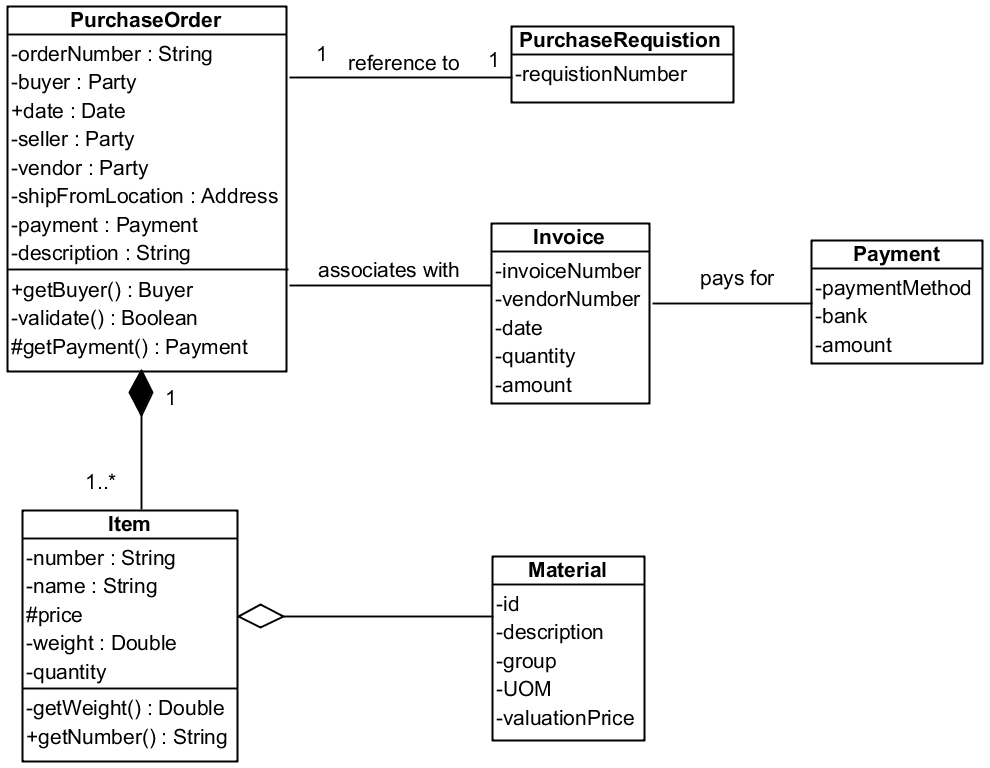 PurchaseOrder
-orderNumber : String
-buyer : Party
+date : Date
-seller : Party
-vendor : Party
-shipFromLocation : Address
-payment : Payment
-description : String
+getBuyer() : Buyer
-validate() : Boolean
#getPayment() : Payment
1
reference to
1
PurchaseRequistion
-requistionNumber
associates with
Invoice
-invoiceNumber
-vendorNumber
-date
-quantity
-amount
pays for
Payment
-paymentMethod
-bank
-amount
1
1..*
Item
-number : String
-name : String
#price
-weight : Double
-quantity
-getWeight() : Double
+getNumber() : String
Material
-id
-description
-group
-UOM
-valuationPrice